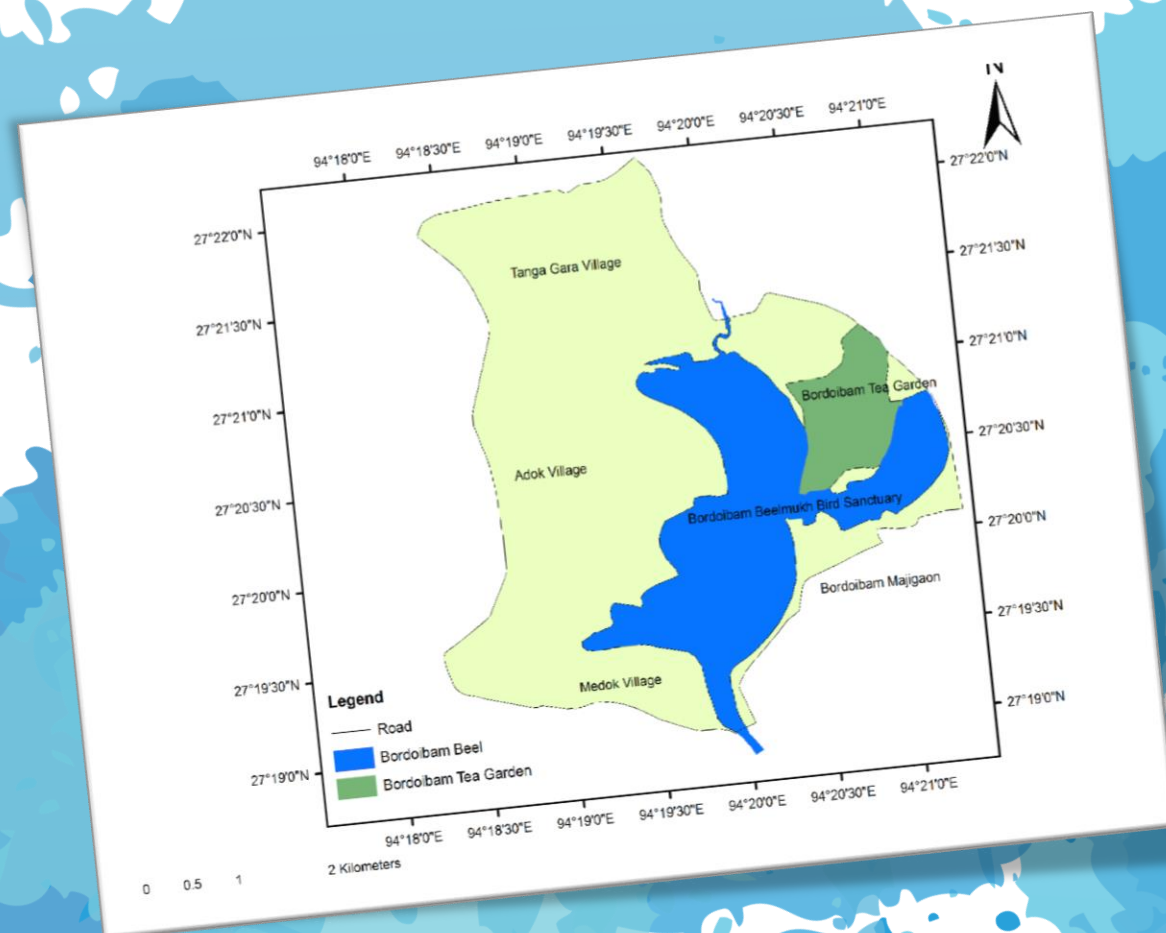 N
94°18'0"E 94°18'30"E 94°19'0"E 94°19'30"E 94°20'0"E 94°20'30"E 94°21'0"E
27°22'0"N 27°22'0"N
Tanga Gara Village
27°21'30"N 27°21'30"N
27°21'0"N 27°21'0"N
Bordoibam Tea Garden
Adok Village
27°20'30"N 27°20'30"N
Bordoibam Beelmukh Bird Sanctuary
27°20'0"N 27°20'0"N
Bordoibam Majigaon
27°19'30"N 27°19'30"N
Medok Village
27°19'0"N 27°19'0"N
Legend
Road
Bordoibam Beel
Bordoibam Tea Garden
94°18'0"E 94°18'30"E 94°19'0"E 94°19'30"E 94°20'0"E 94°20'30"E 94°21'0"E
0 0.5 1 2 Kilometers